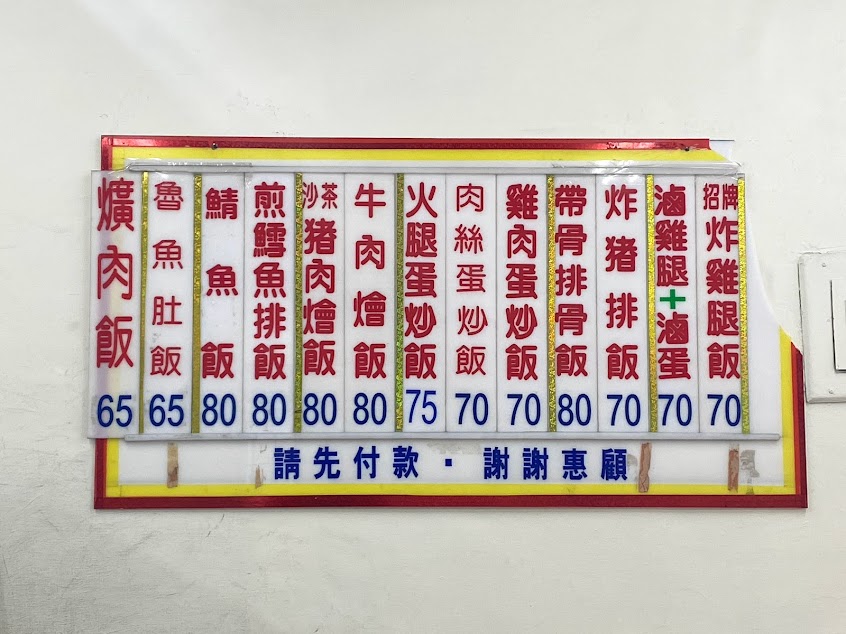 招牌炸雞腿飯 70
滷雞腿+滷蛋 70
炸猪排飯 70
帶骨排骨飯 80
雞肉蛋炒飯 70
肉絲蛋炒飯 70
火腿蛋炒飯 75
牛肉燴飯 80
沙茶猪肉燴飯 80
煎鱈魚排飯 80
鯖魚飯 80
魯魚肚飯 65
爌肉飯 65
請先付款・謝謝惠顧